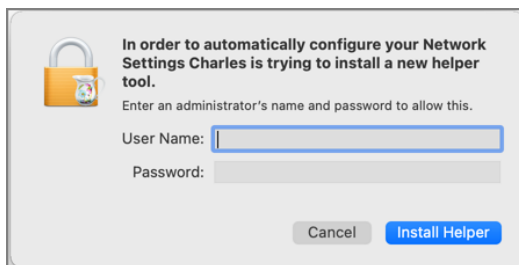 In order to automatically configure your Network
Settings Charles is trying to install a new helper
tool.
Enter an administrator's name and password to allow this.
User Name:
Password:
Cancel
Install Helper